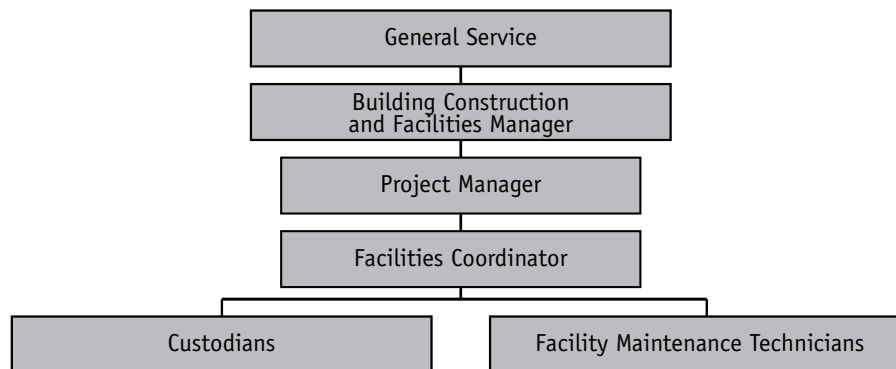 General Service
Building Construction
and Facilities Manager
Project Manager
Facilities Coordinator
Custodians
Facility Maintenance Technicians